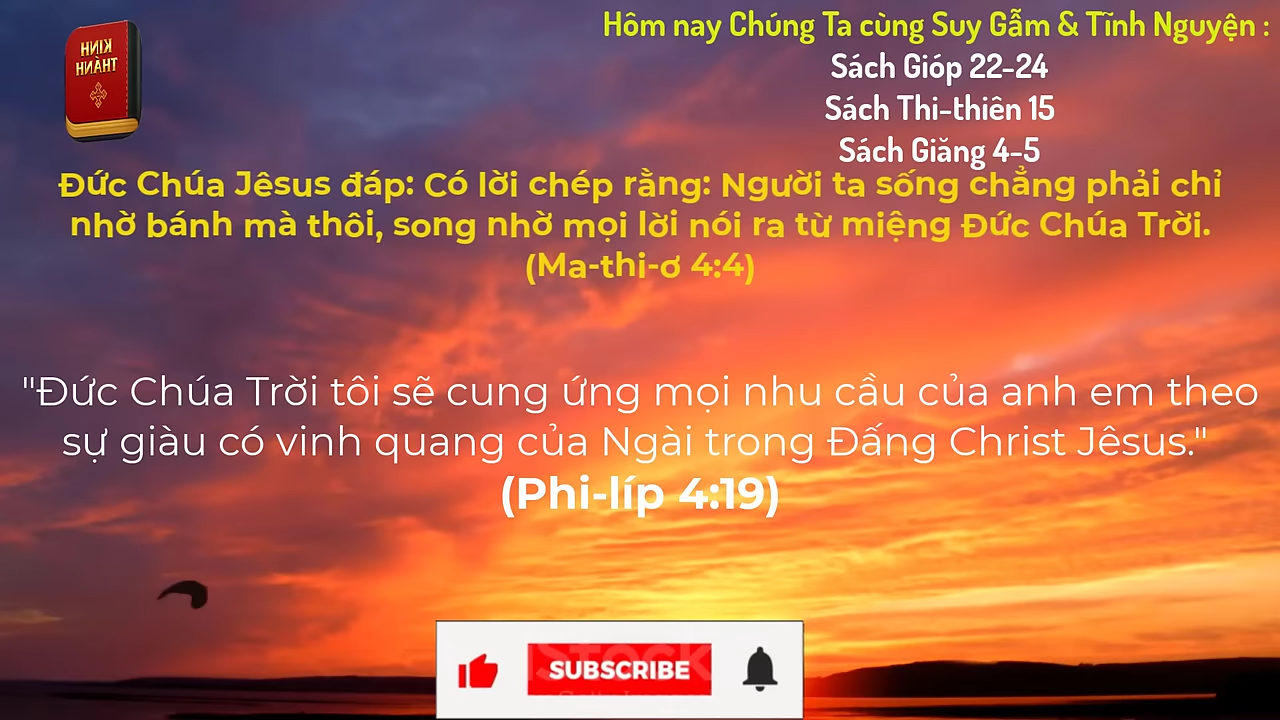 KINH
THÁNH
Hôm nay Chúng Ta cùng Suy Gẫm & Tĩnh Nguyện :
Sách Gióp 22-24
Sách Thi-thiên 15
Sách Giăng 4-5
Đức Chúa Jêsus đáp: Có lời chép rằng: Người ta sống chẳng phải chỉ
nhờ bánh mà thôi, song nhờ mọi lời nói ra từ miệng Đức Chúa Trời.
(Ma-thi-ơ 4:4)
"Đức Chúa Trời tôi sẽ cung ứng mọi nhu cầu của anh em theo
sự giàu có vinh quang của Ngài trong Đấng Christ Jêsus."
(Phi-líp 4:19)
iStock
SUBSCRIBE